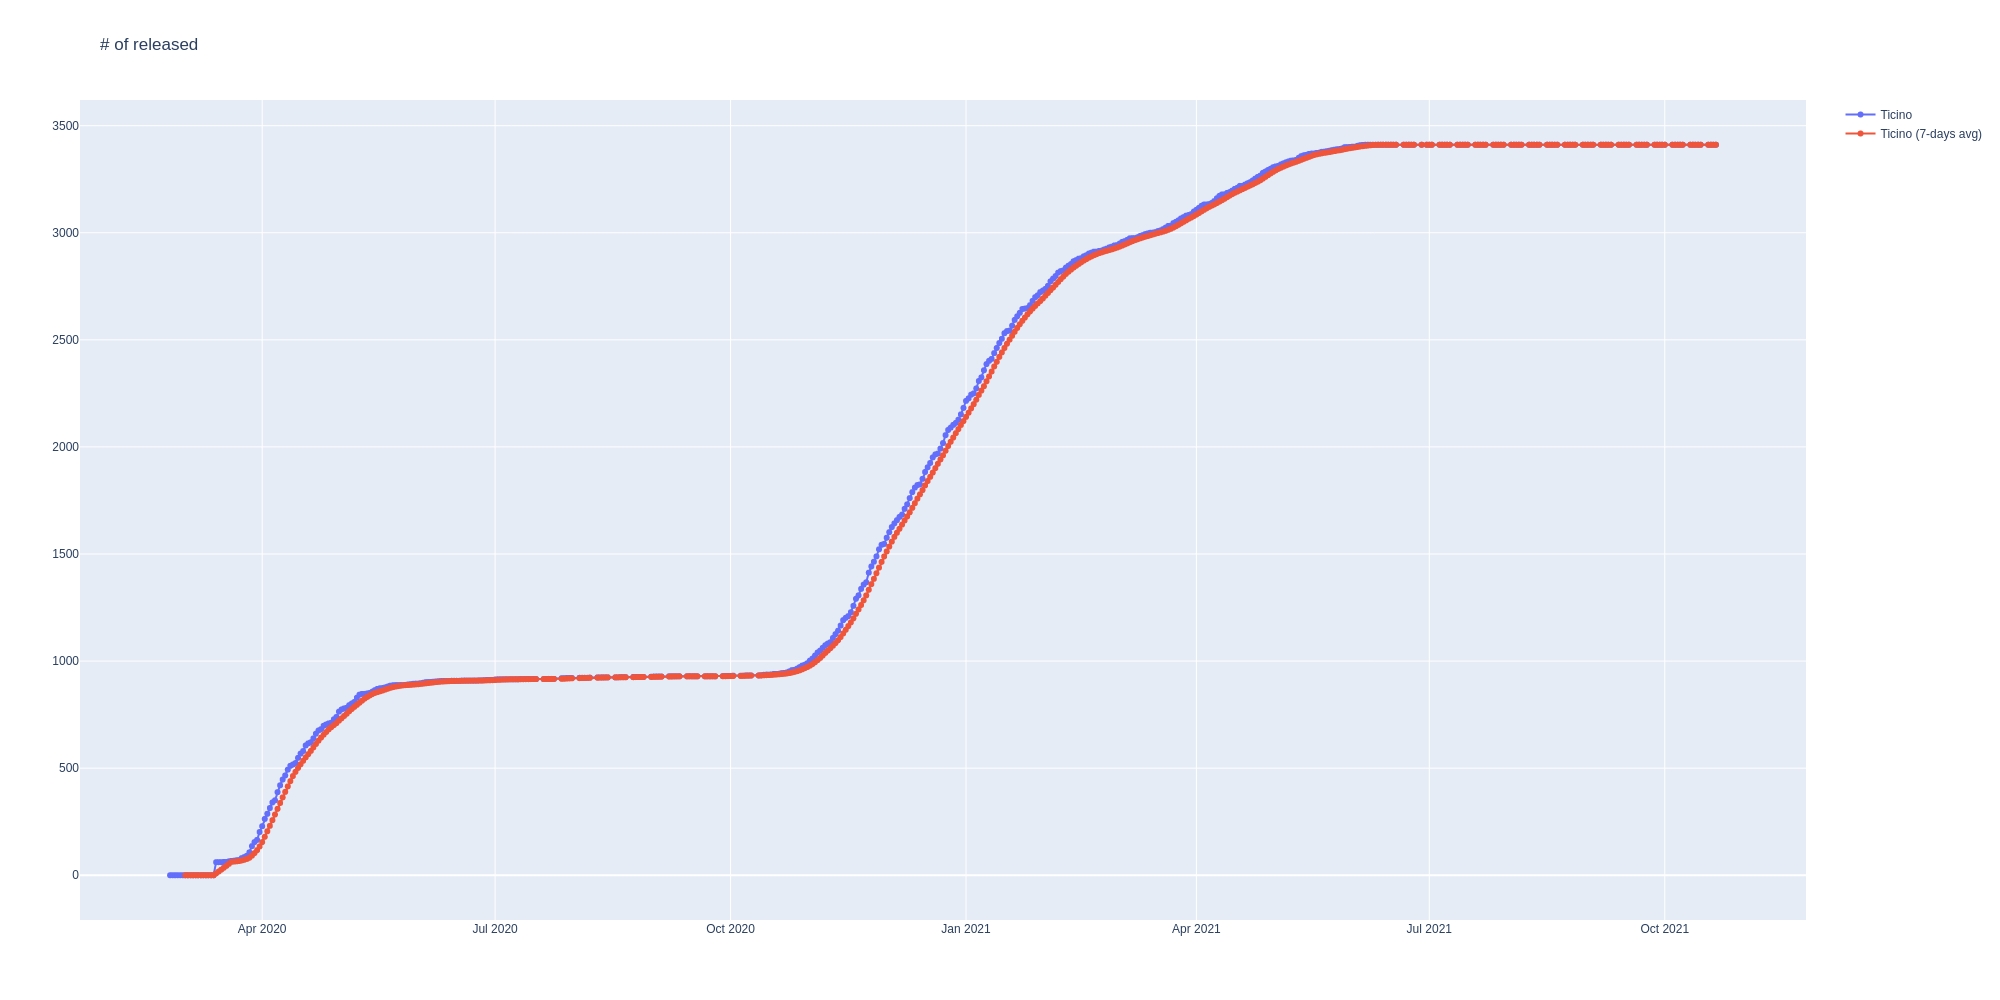 # of released
Ticino
Ticino (7-days avg)
3500
3000
2500
2000
1500
1000
500
0
Apr 2020
Jul 2020
Oct 2020
Jan 2021
Apr 2021
Jul 2021
Oct 2021